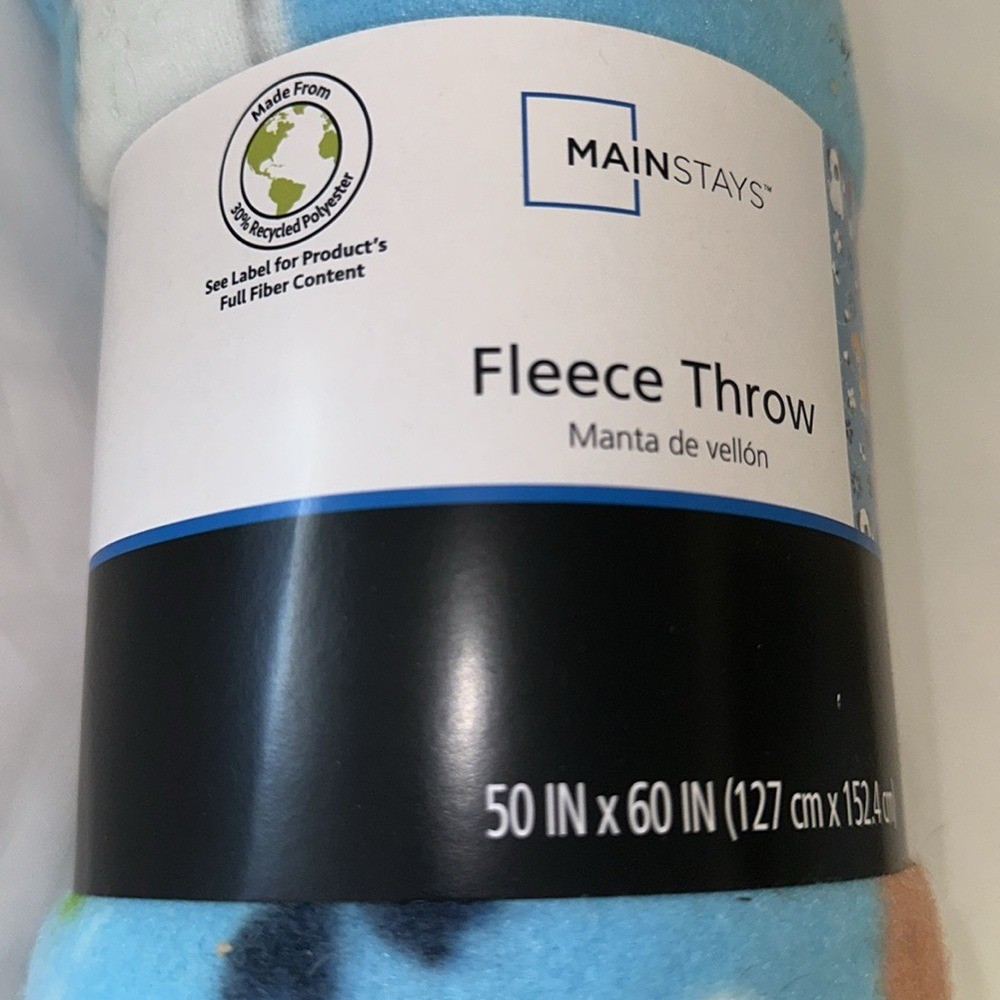 Made From
30% Recycled Polyester
See Label for Product's
Full Fiber Content
MAINSTAYS™
Fleece Throw
Manta de vellón
50 IN x 60 IN (127 cm x 152.4 cm)